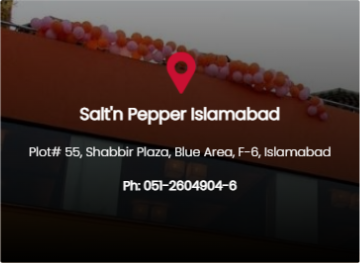 Salt'n Pepper Islamabad
Plot# 55, Shabbir Plaza, Blue Area, F-6, Islamabad
Ph: 051-2604904-6